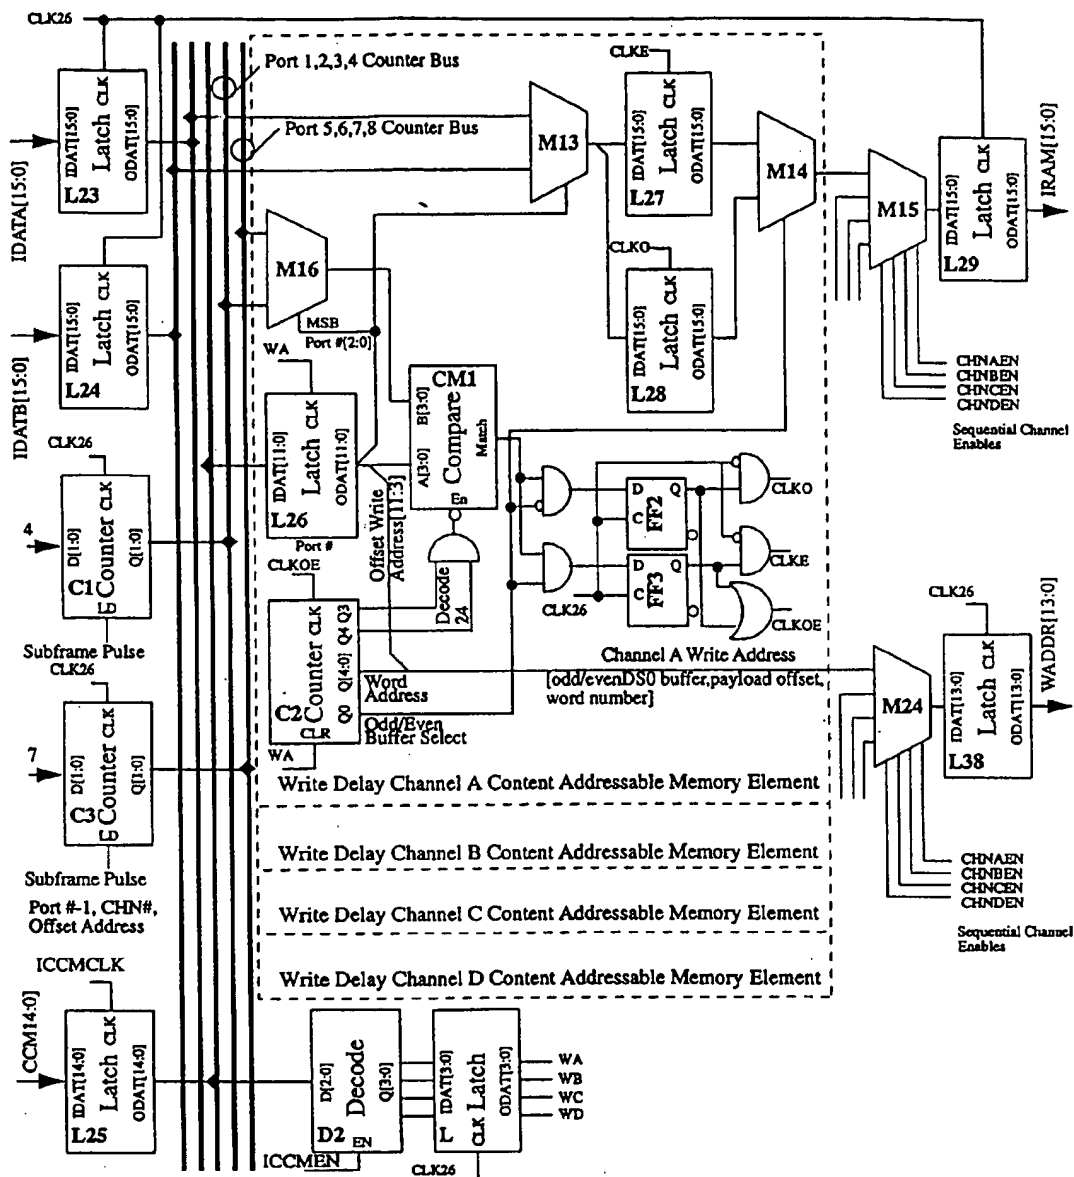 CLK26
Port 1,2,3,4 Counter Bus
Port 5,6,7,8 Counter Bus
IDATA[15:0]
IDAT[15:0]
Latch CLK
ODAT[15:0]
L23
IDATB[15:0]
IDAT[15:0]
Latch CLK
ODAT[15:0]
L24
M13
CLKE
IDAT[15:0]
Latch CLK
ODAT[15:0]
L27
CLKO
IDAT[15:0]
Latch CLK
ODAT[15:0]
L28
M14
M15
IDAT[15:0]
Latch CLK
ODAT[15:0]
L29
IRAM[15:0]
CHNAEN
CHNBEN
CHNCEN
CHNDEN
Sequential Channel
Enables
M16
MSB
Port #[2:0]
WA
IDAT[11:0]
Latch CLK
ODAT[11:0]
L26
Port #
Offset Write
Address[11:3]
CM1
A[3:0]
B[3:0]
Compare
Match
En
Decode
24
CLK26
4
D[1:0]
Counter CLK
Q[1:0]
C1
LD
Subframe Pulse
CLK26
7
D[1:0]
Counter CLK
Q[1:0]
C3
LD
Subframe Pulse
CLKOE
Counter CLK
Q3
Q4
Q[4:0]
Q0
C2
CLR
WA
Word
Address
Odd/Even
Buffer Select
D
Q
C
FF2
D
Q
C
FF3
CLK26
CLKO
CLKE
CLKOE
Channel A Write Address
[odd/evenDS0 buffer,payload offset,
word number]
M24
CLK26
IDAT[13:0]
Latch CLK
ODAT[13:0]
L38
WADDR[13:0]
CHNAEN
CHNBEN
CHNCEN
CHNDEN
Sequential Channel
Enables
Write Delay Channel A Content Addressable Memory Element
Write Delay Channel B Content Addressable Memory Element
Write Delay Channel C Content Addressable Memory Element
Write Delay Channel D Content Addressable Memory Element
Port #-1, CHN#,
Offset Address
ICCMCLK
CCM14:0]
IDAT[14:0]
Latch CLK
ODAT[14:0]
L25
D[2:0]
Decode
Q[3:0]
D2
EN
ICCMEN
IDAT[3:0]
CLK Latch
ODAT[3:0]
L
CLK26
WA
WB
WC
WD